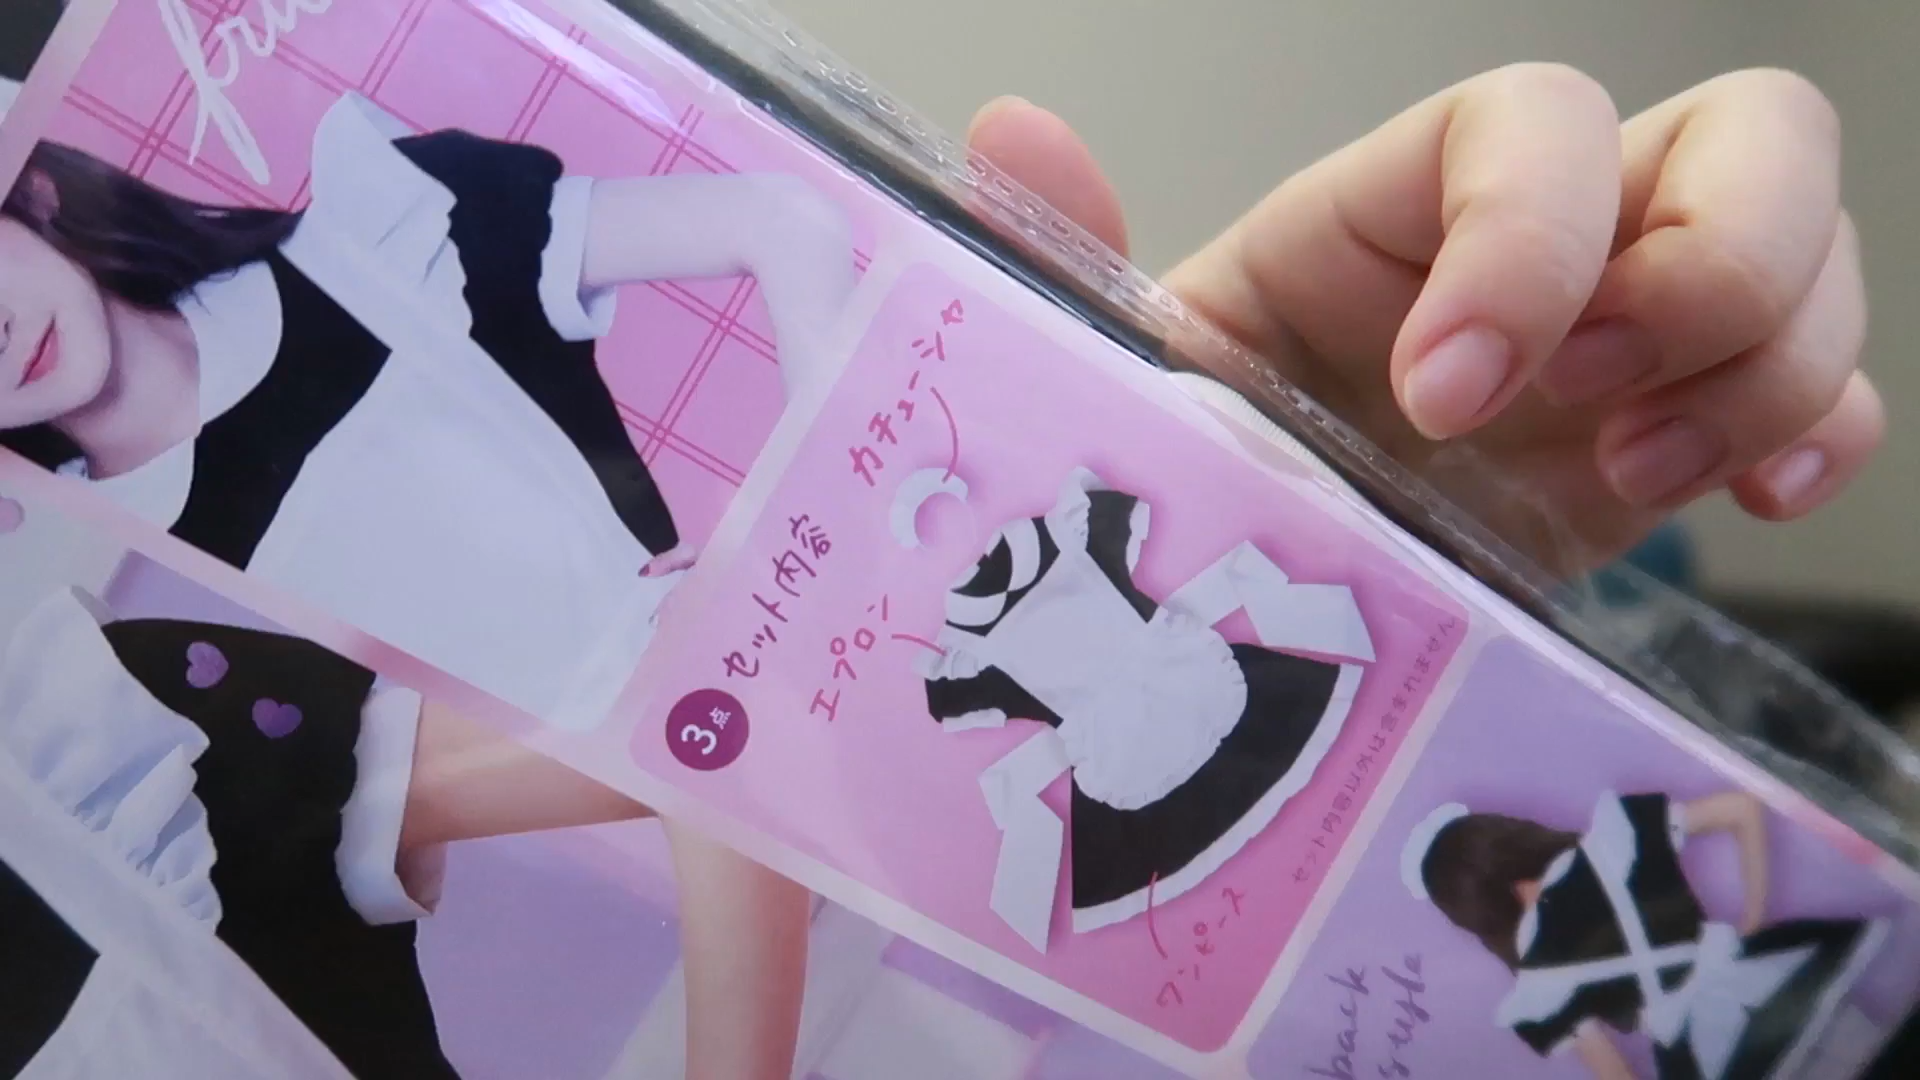 3点
セット内容
カチューシャ
エプロン
ワンピース
セット内容以外は含まれません
back
style